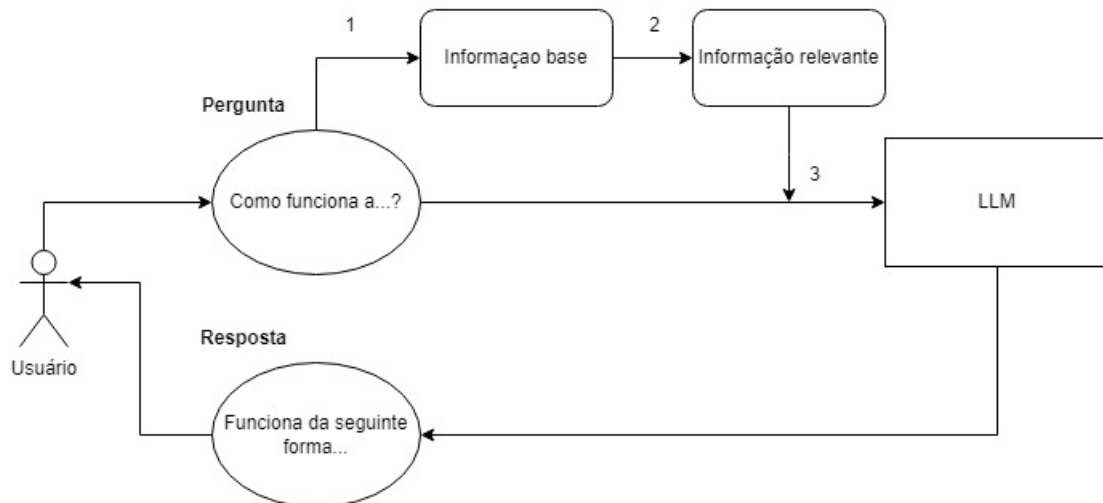 1
Informaçao base
2
Informação relevante
Pergunta
Como funciona a...?
3
LLM
Usuário
Resposta
Funciona da seguinte
forma...